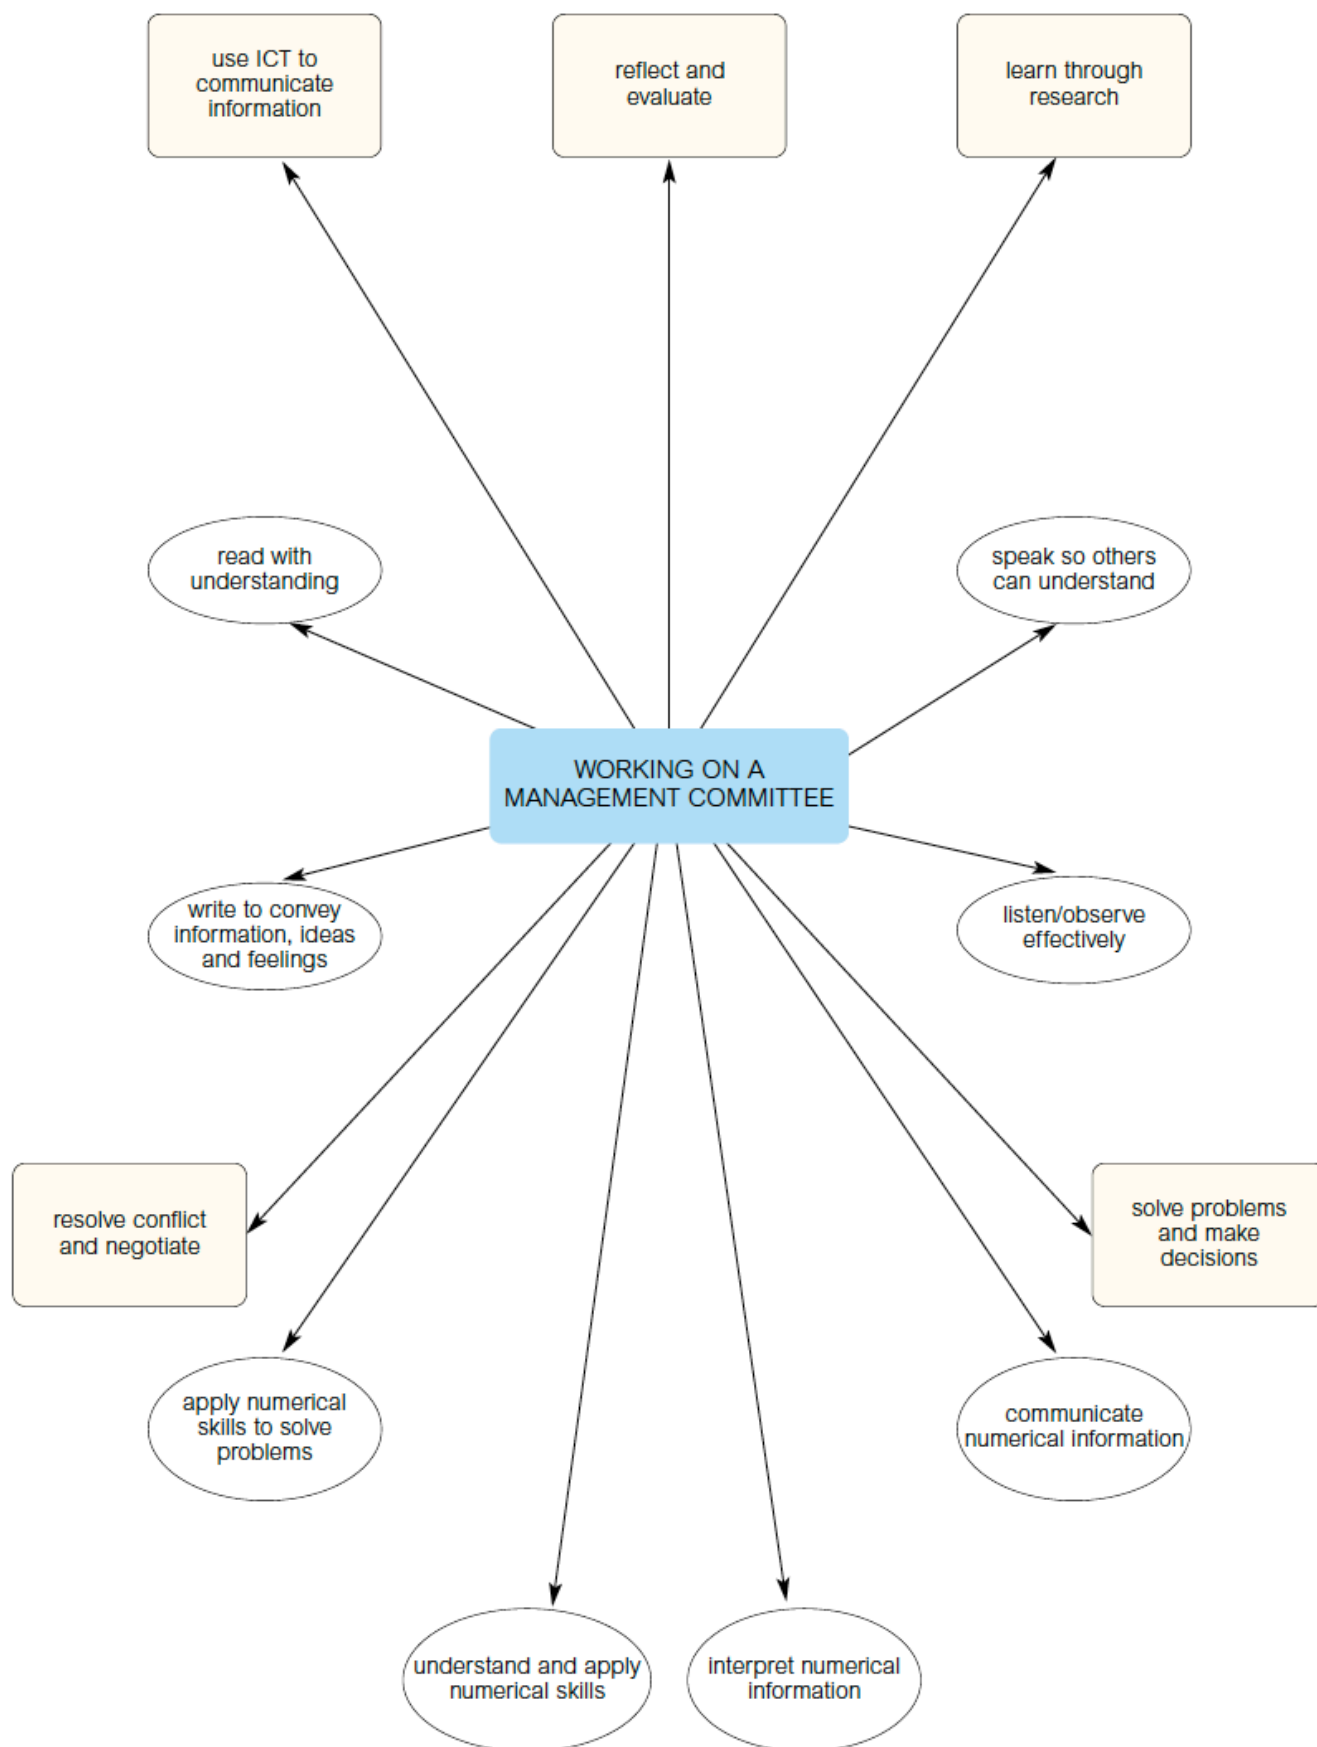 use ICT to
communicate
information
reflect and
evaluate
learn through
research
read with
understanding
speak so others
can understand
WORKING ON A
MANAGEMENT COMMITTEE
write to convey
information, ideas
and feelings
listen/observe
effectively
resolve conflict
and negotiate
solve problems
and make
decisions
apply numerical
skills to solve
problems
communicate
numerical information
understand and apply
numerical skills
interpret numerical
information